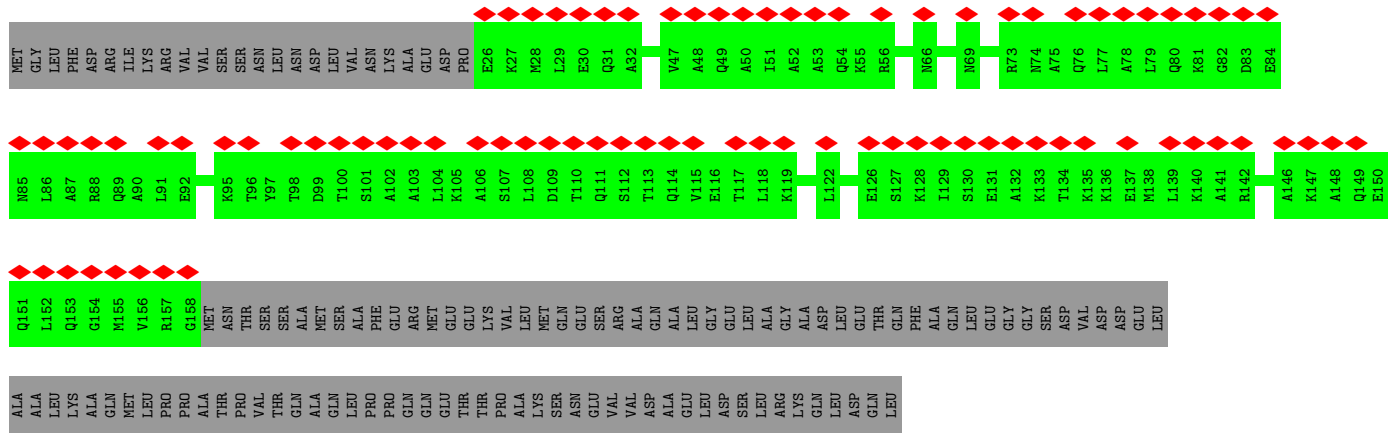 MET GLY LEU PHE ASP ARG ILE LYS ARG VAL VAL SER SER ASN LEU ASN ASP LEU VAL ASN LYS ALA GLU ASP PRO E26 K27 M28 L29 E30 Q31 A32 V47 A48 Q49 A50 I51 A52 A53 Q54 K55 R56 N66 N69 R73 N74 A75 Q76 L77 A78 L79 Q80 K81 G82 D83 E84
N85 L86 A87 R88 Q89 A90 L91 E92 K95 T96 Y97 T98 D99 T100 S101 A102 A103 L104 K105 A106 S107 L108 D109 T110 Q111 S112 T113 Q114 V115 E116 T117 L118 K119 L122 E126 S127 K128 I129 S130 E131 A132 K133 T134 K135 K136 E137 M138 L139 K140 A141 R142 A146 K147 A148 Q149 E150
Q151 L152 Q153 G154 M155 V156 R157 G158 MET ASN THR SER SER ALA MET SER ALA PHE GLU ARG MET GLU GLU LYS VAL LEU MET GLN GLU SER ARG ALA GLN ALA LEU GLY GLU LEU ALA GLY ALA ASP LEU GLU THR GLN PHE ALA GLN LEU GLU GLY GLY SER ASP VAL ASP ASP GLU LEU
ALA ALA LEU LYS ALA GLN MET LEU PRO PRO ALA THR PRO VAL THR GLN ALA GLN LEU PRO PRO GLN GLN GLU THR THR PRO ALA LYS SER ASN GLU VAL VAL ASP ALA GLU LEU ASP SER LEU ARG LYS GLN LEU ASP GLN LEU